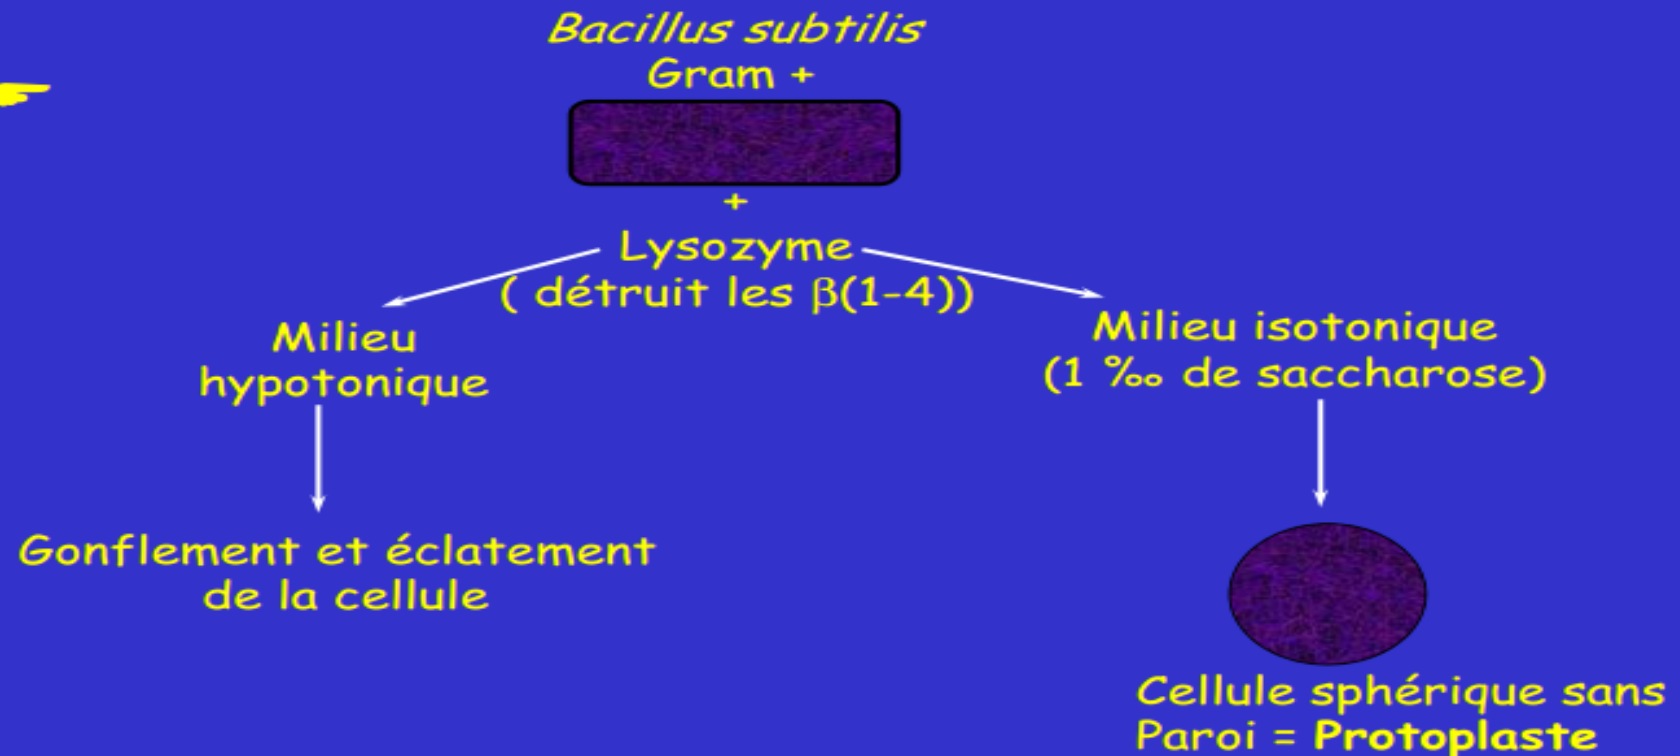 Bacillus subtilis
Gram +
+
Lysozyme
( détruit les β(1-4))
Milieu
hypotonique
Gonflement et éclatement
de la cellule
Milieu isotonique
(1 ‰ de saccharose)
Cellule sphérique sans
Paroi = Protoplaste